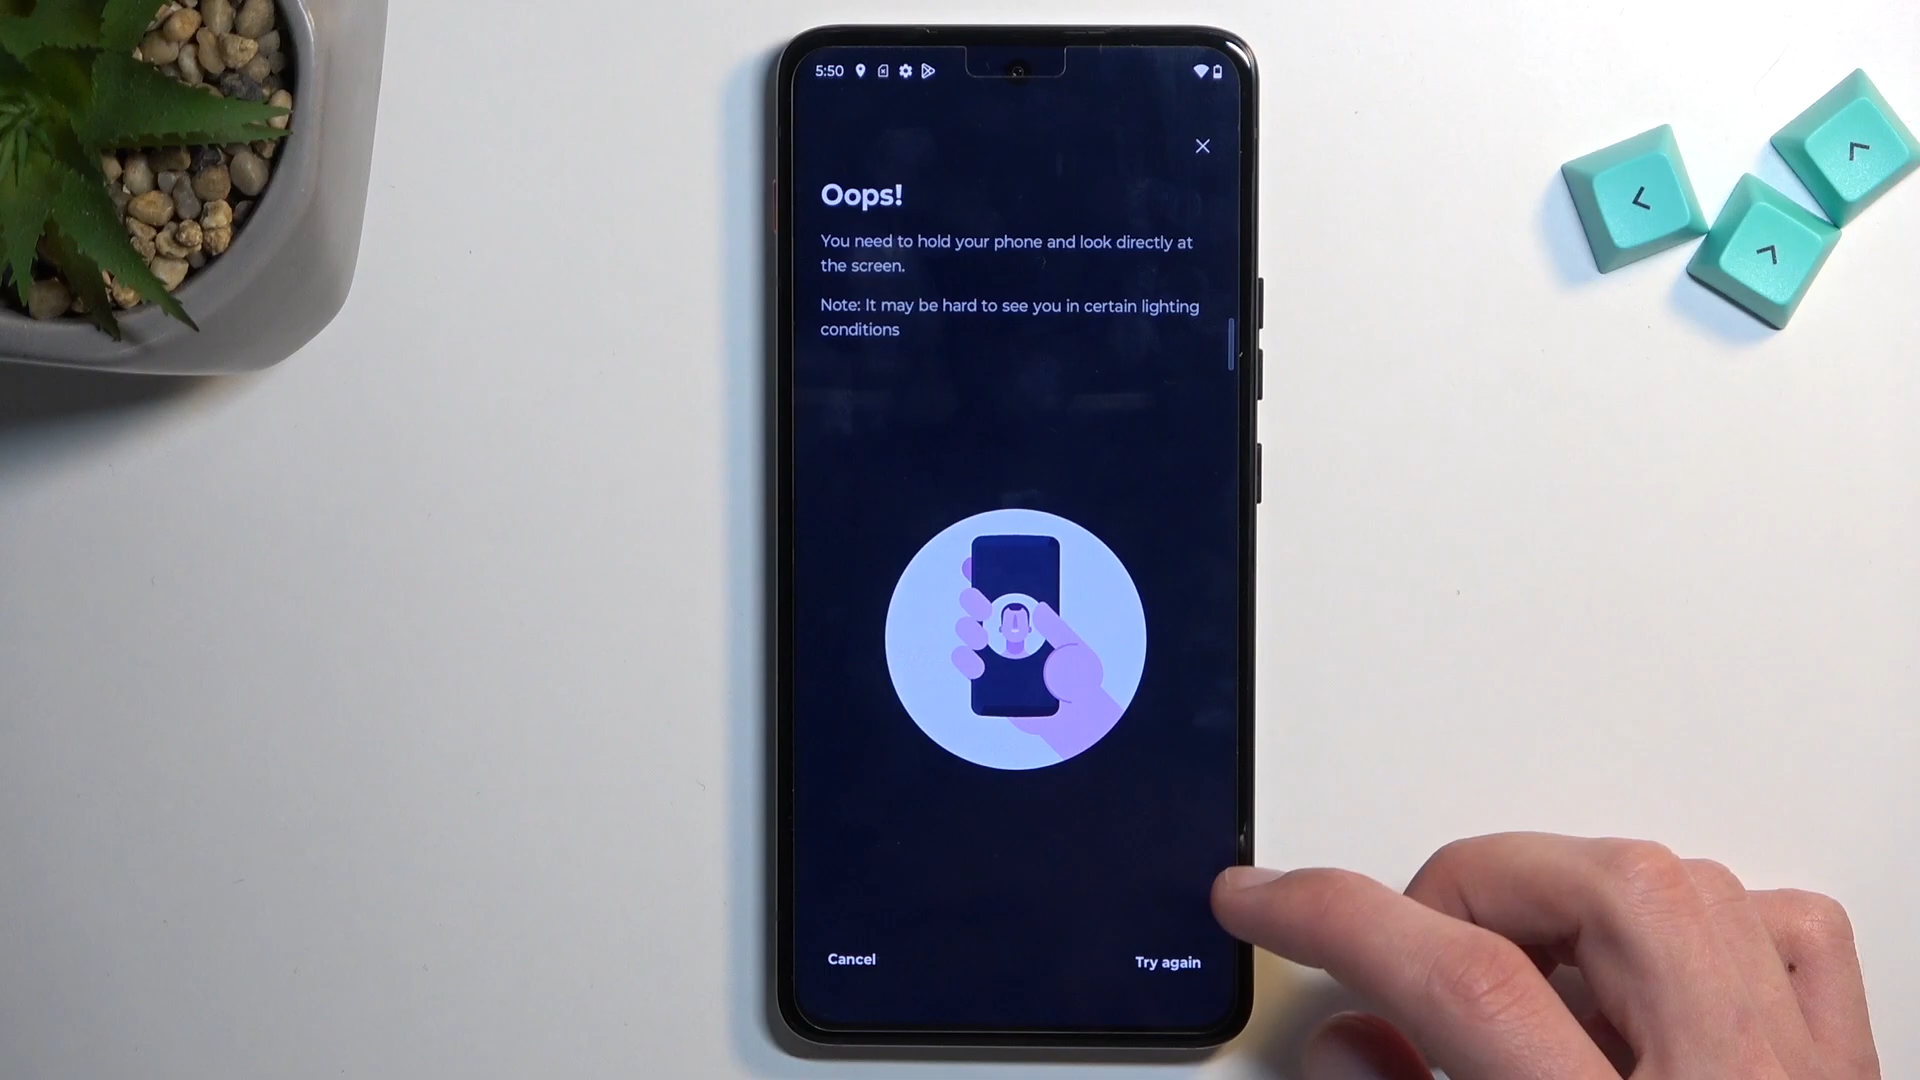 5:50
Oops!
You need to hold your phone and look directly at
the screen.
Note: It may be hard to see you in certain lighting
conditions
Cancel
Try again